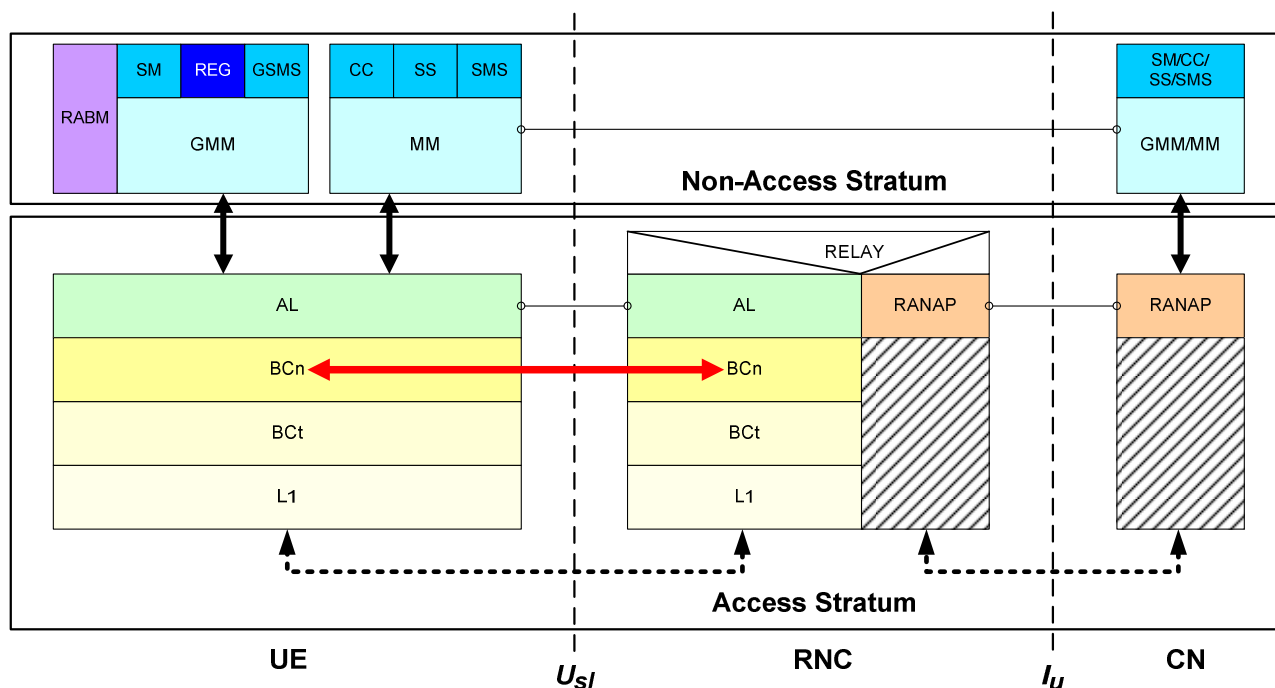 SM REG GSMS
RABM
GMM
CC SS SMS
MM
SM/CC/
SS/SMS
GMM/MM
Non-Access Stratum
RELAY
AL
BCn
BCt
L1
AL
BCn
BCt
L1
RANAP
RANAP
Access Stratum
UE
Usl
RNC
Iu
CN